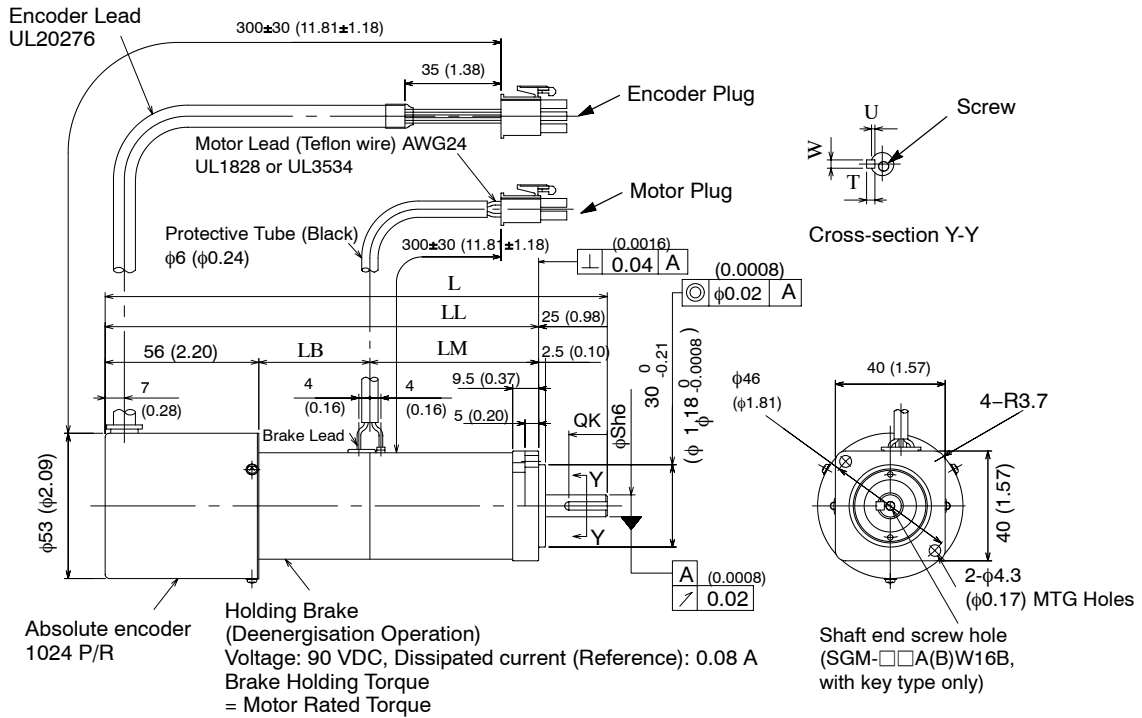 Encoder Lead
UL20276
300±30 (11.81±1.18)
35 (1.38)
Encoder Plug
Motor Lead (Teflon wire) AWG24
UL1828 or UL3534
Motor Plug
Protective Tube (Black)
φ6 (φ0.24)
300±30 (11.81±1.18)
U
Screw
W
T
Cross-section Y-Y
(0.0016)
⊥ 0.04 A
(0.0008)
◎ φ0.02 A
L
LL
25 (0.98)
56 (2.20)
LB
LM
2.5 (0.10)
7
(0.28)
4
(0.16)
4
(0.16)
9.5 (0.37)
5 (0.20)
QK
Brake Lead
φSh6
φ 30 0 -0.21
(φ 1.18 0 -0.0008)
φ53 (φ2.09)
Y
Y
A
(0.0008)
↗ 0.02
φ46
(φ1.81)
40 (1.57)
4-R3.7
40 (1.57)
2-φ4.3
(φ0.17) MTG Holes
Shaft end screw hole
(SGM-□□A(B)W16B,
with key type only)
Absolute encoder
1024 P/R
Holding Brake
(Deenergisation Operation)
Voltage: 90 VDC, Dissipated current (Reference): 0.08 A
Brake Holding Torque
= Motor Rated Torque